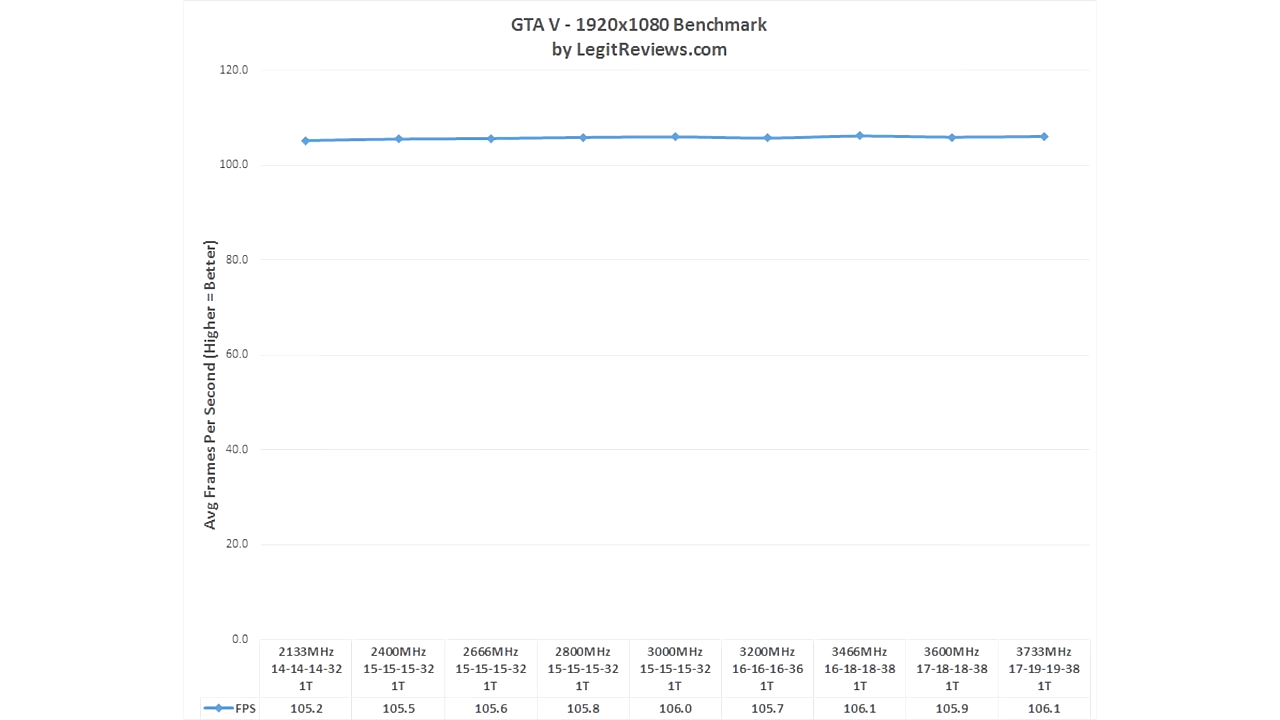 GTA V - 1920x1080 Benchmark
by LegitReviews.com
120.0
100.0
80.0
60.0
40.0
20.0
0.0
Avg Frames Per Second (Higher = Better)
2133MHz 2400MHz 2666MHz 2800MHz 3000MHz 3200MHz 3466MHz 3600MHz 3733MHz
14-14-14-32 15-15-15-32 15-15-15-32 15-15-15-32 15-15-15-32 16-16-16-36 16-18-18-38 17-18-18-38 17-19-19-38
1T 1T 1T 1T 1T 1T 1T 1T 1T
FPS 105.2 105.5 105.6 105.8 106.0 105.7 106.1 105.9 106.1